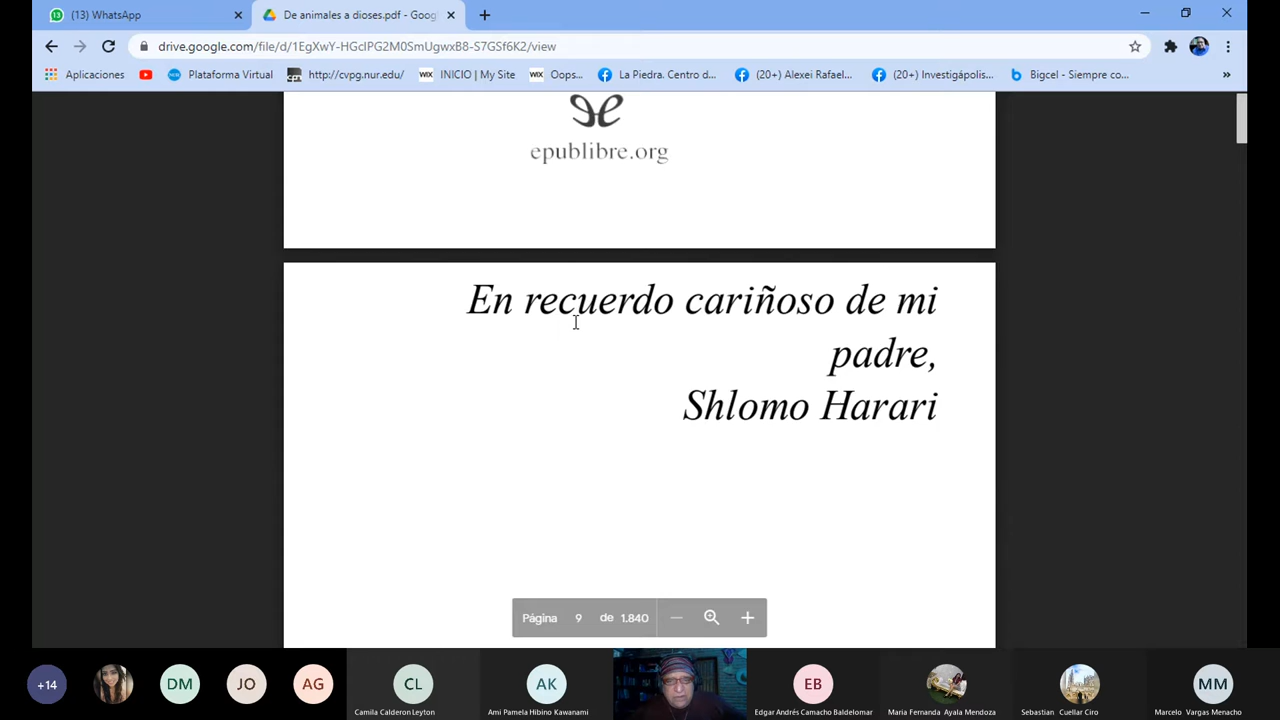 (13) WhatsApp
De animales a dioses.pdf - Goog
drive.google.com/file/d/1EgXwY-HGcIPG2M0SmUgwxB8-S7GSf6K2/view
Aplicaciones
Plataforma Virtual
http://cvpg.nur.edu/
WIX INICIO | My Site
WIX Oops...
La Piedra. Centro d...
(20+) Alexei Rafael...
(20+) Investigápolis...
Bigcel - Siempre co...
epublibre.org
En recuerdo cariñoso de mi
padre,
Shlomo Harari
Página 9 de 1.840
+14
DM
JO
AG
CL
AK
EB
MM
Camila Calderon Leyton
Ami Pamela Hibino Kawanami
Edgar Andrés Camacho Baldelomar
Maria Fernanda Ayala Mendoza
Sebastian Cuellar Ciro
Marcelo Vargas Menacho